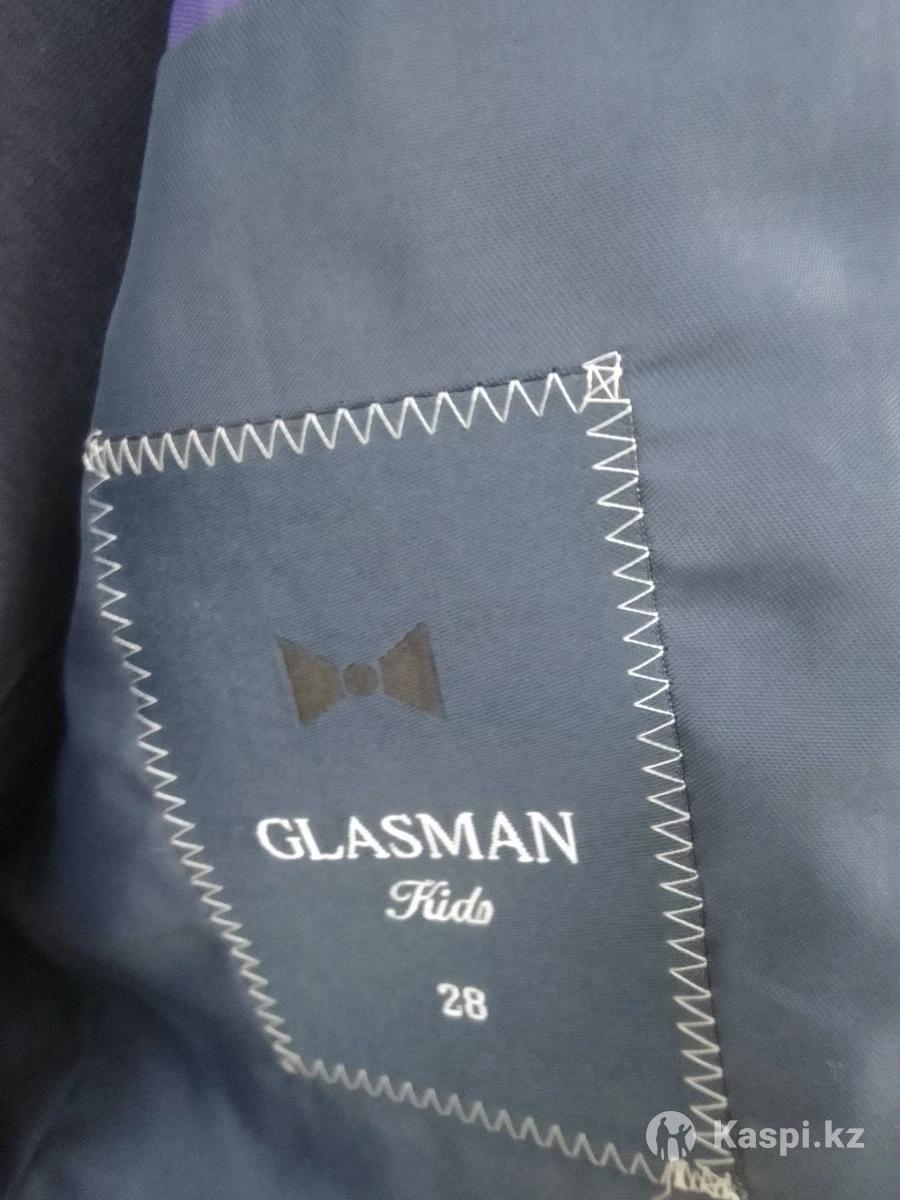 GLASMAN
Kids
28
Kaspi.kz